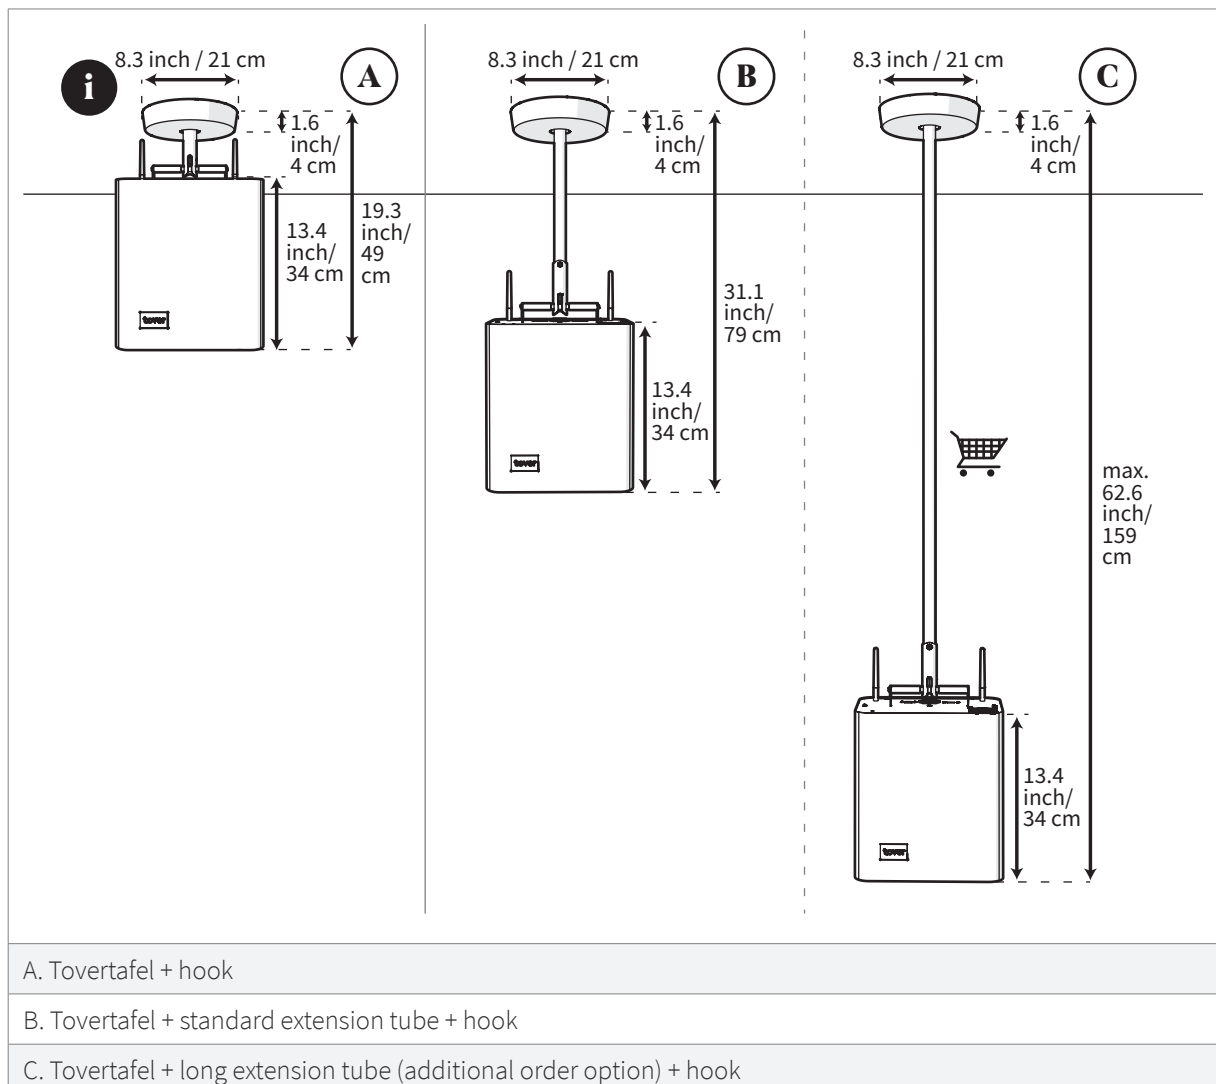 i
8.3 inch / 21 cm
A
1.6
inch/
4 cm
13.4
inch/
34 cm
19.3
inch/
49
cm
tover
8.3 inch / 21 cm
B
1.6
inch/
4 cm
31.1
inch/
79 cm
13.4
inch/
34 cm
tover
8.3 inch / 21 cm
C
1.6
inch/
4 cm
max.
62.6
inch/
159
cm
13.4
inch/
34 cm
tover
A. Tovertafel + hook
B. Tovertafel + standard extension tube + hook
C. Tovertafel + long extension tube (additional order option) + hook